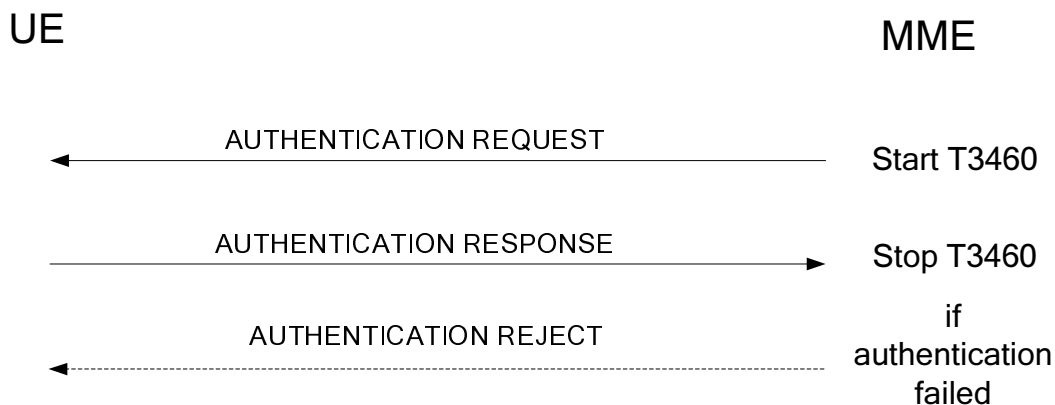 UE
MME
AUTHENTICATION REQUEST
Start T3460
AUTHENTICATION RESPONSE
Stop T3460
AUTHENTICATION REJECT
if
authentication
failed